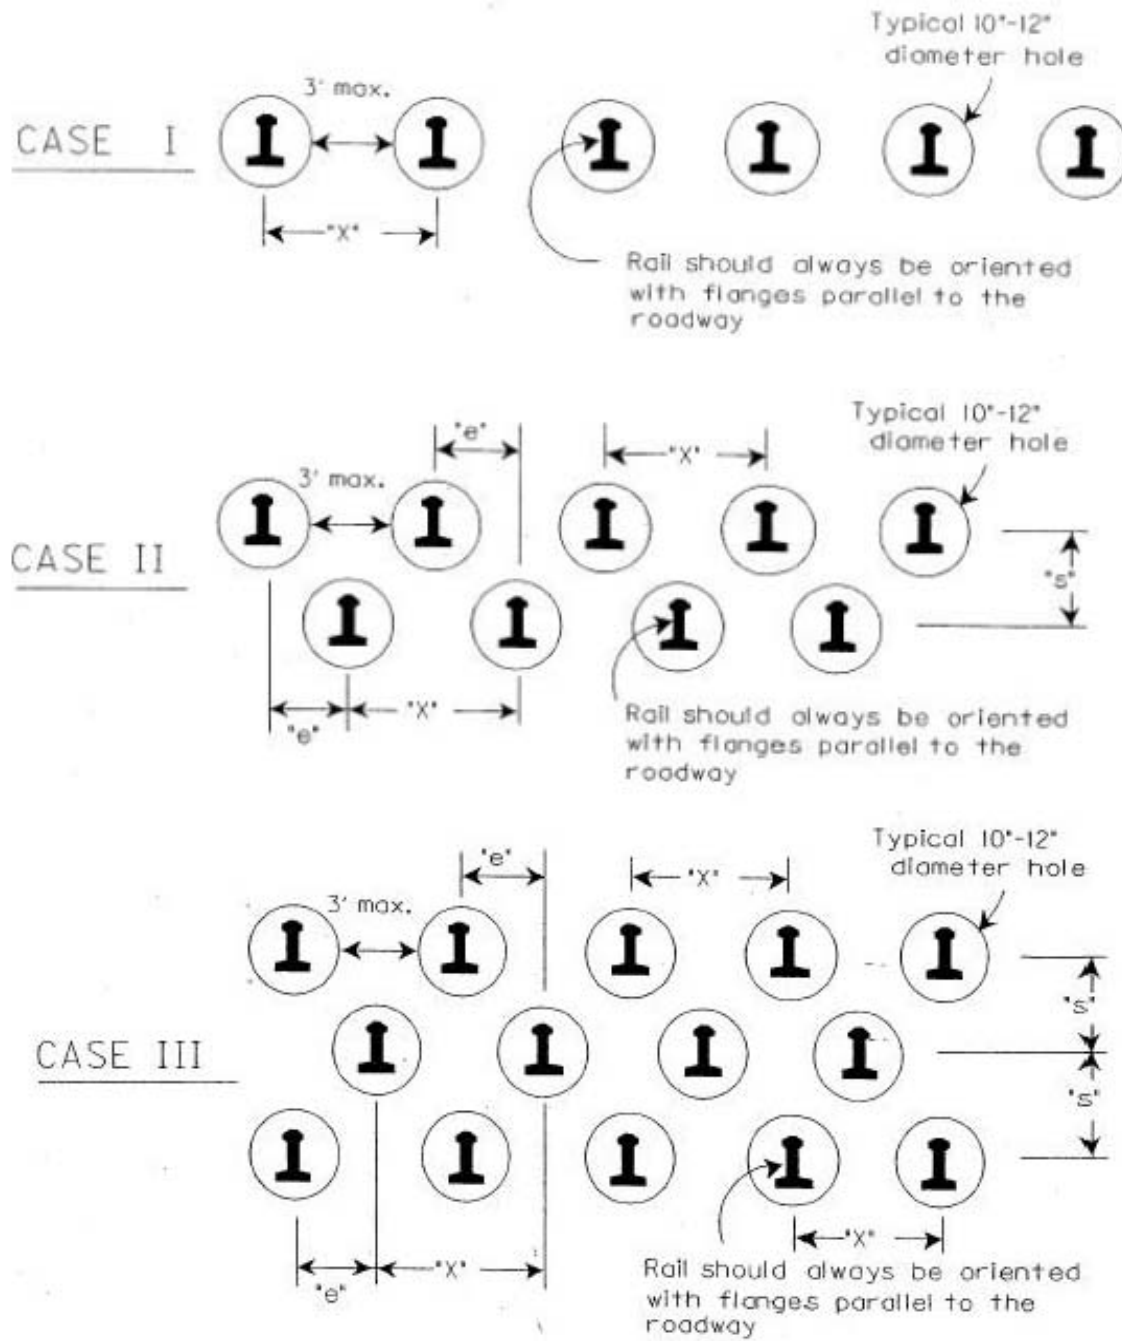 Typical 10"-12"
diameter hole
3' max.
CASE I
"X"
Rail should always be oriented
with flanges parallel to the
roadway
Typical 10"-12"
diameter hole
"e"
"X"
3' max.
CASE II
"s"
"e"
"X"
Rail should always be oriented
with flanges parallel to the
roadway
Typical 10"-12"
diameter hole
"e"
"X"
3' max.
"s"
CASE III
"s"
"X"
"e"
"X"
Rail should always be oriented
with flanges parallel to the
roadway